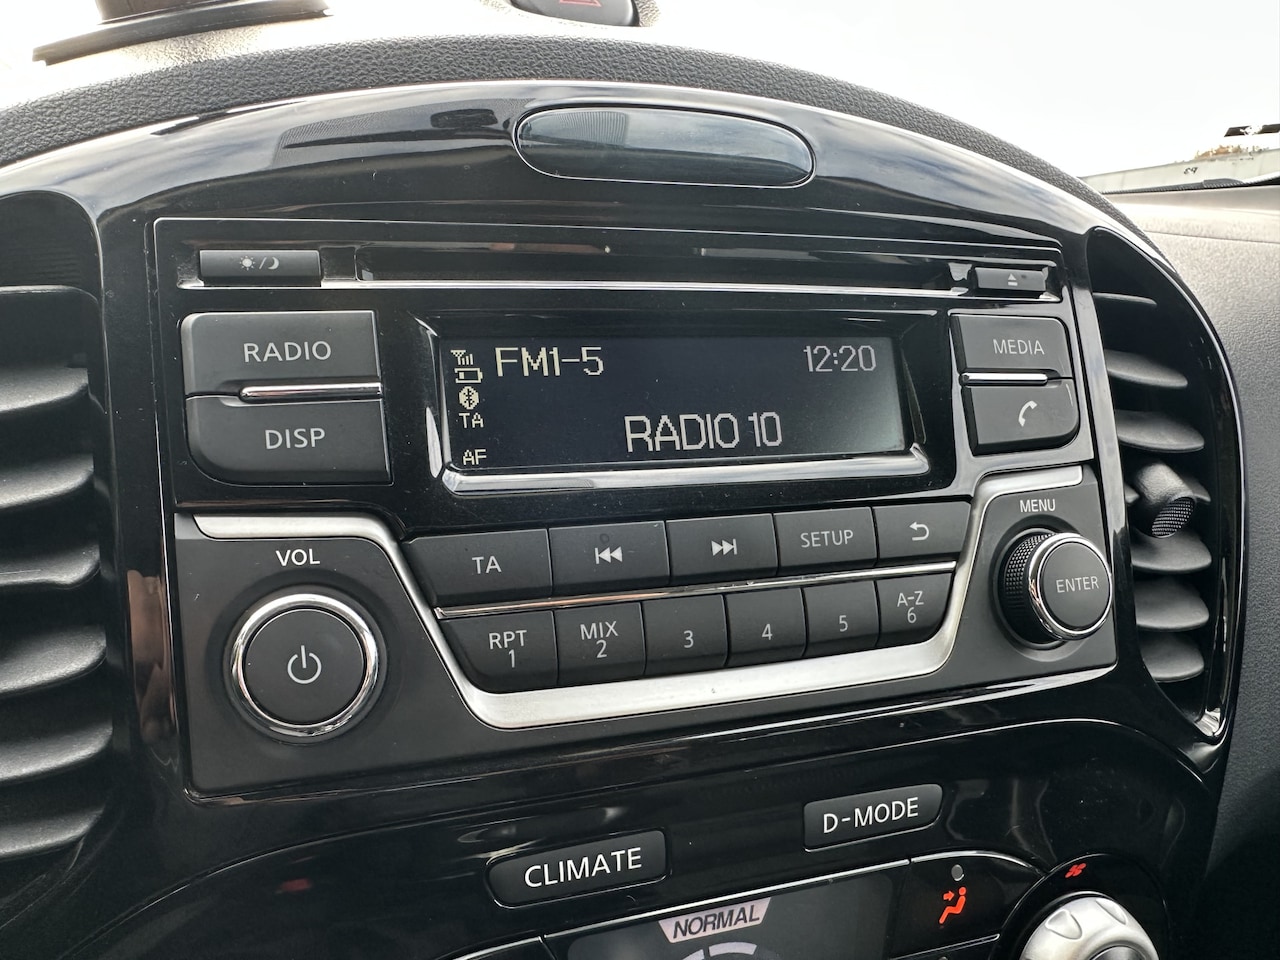 RADIO
DISP
FM1-5 12:20
TA
RADIO 10
AF
MEDIA
VOL
MENU
TA
SETUP
ENTER
RPT
1
MIX
2
3
4
5
A-Z
6
D-MODE
CLIMATE
NORMAL